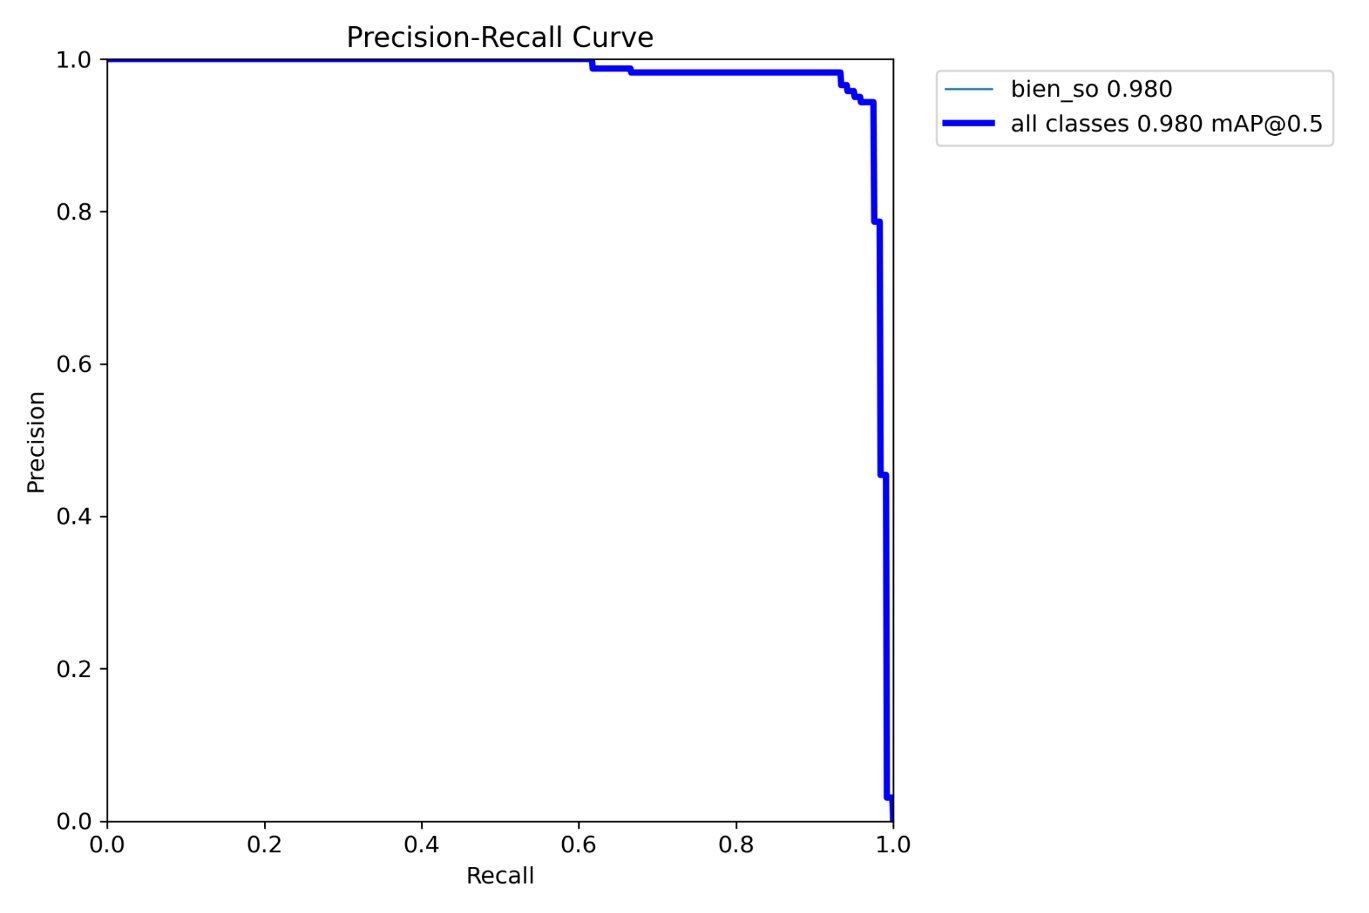 Precision-Recall Curve
1.0
0.8
0.6
0.4
0.2
0.0
Precision
0.0 0.2 0.4 0.6 0.8 1.0
Recall
bien_so 0.980
all classes 0.980 mAP@0.5